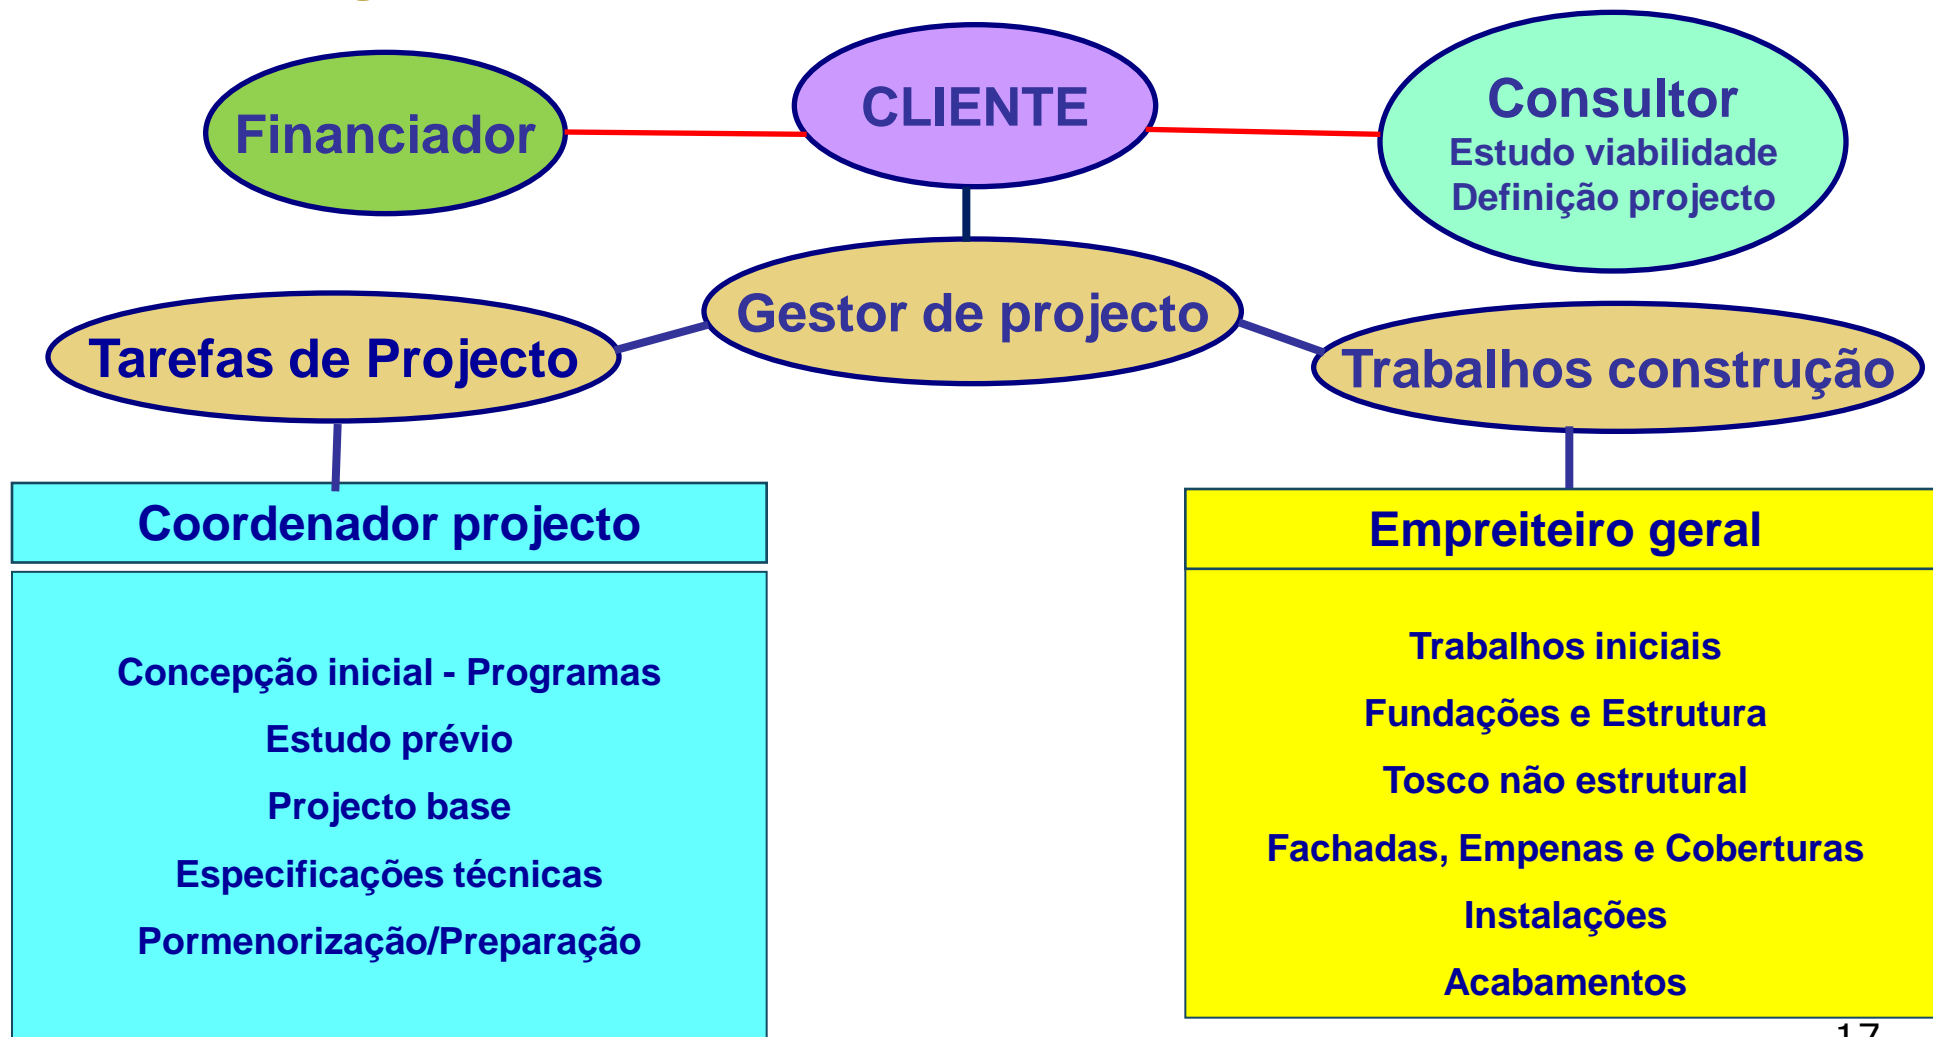 CLIENTE
Financiador
Consultor
Estudo viabilidade
Definição projecto
Gestor de projecto
Tarefas de Projecto
Trabalhos construção
Coordenador projecto
Concepção inicial - Programas
Estudo prévio
Projecto base
Especificações técnicas
Pormenorização/Preparação
Empreiteiro geral
Trabalhos iniciais
Fundações e Estrutura
Tosco não estrutural
Fachadas, Empenas e Coberturas
Instalações
Acabamentos
17